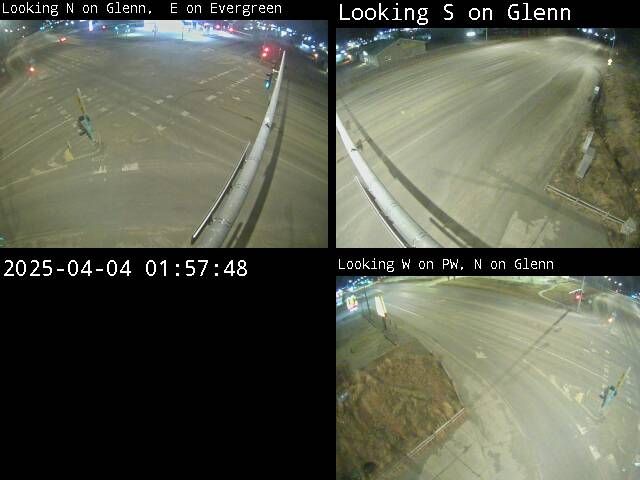 Looking N on Glenn,  E on Evergreen
Looking S on Glenn
2025-04-04 01:57:48
Looking W on PW, N on Glenn